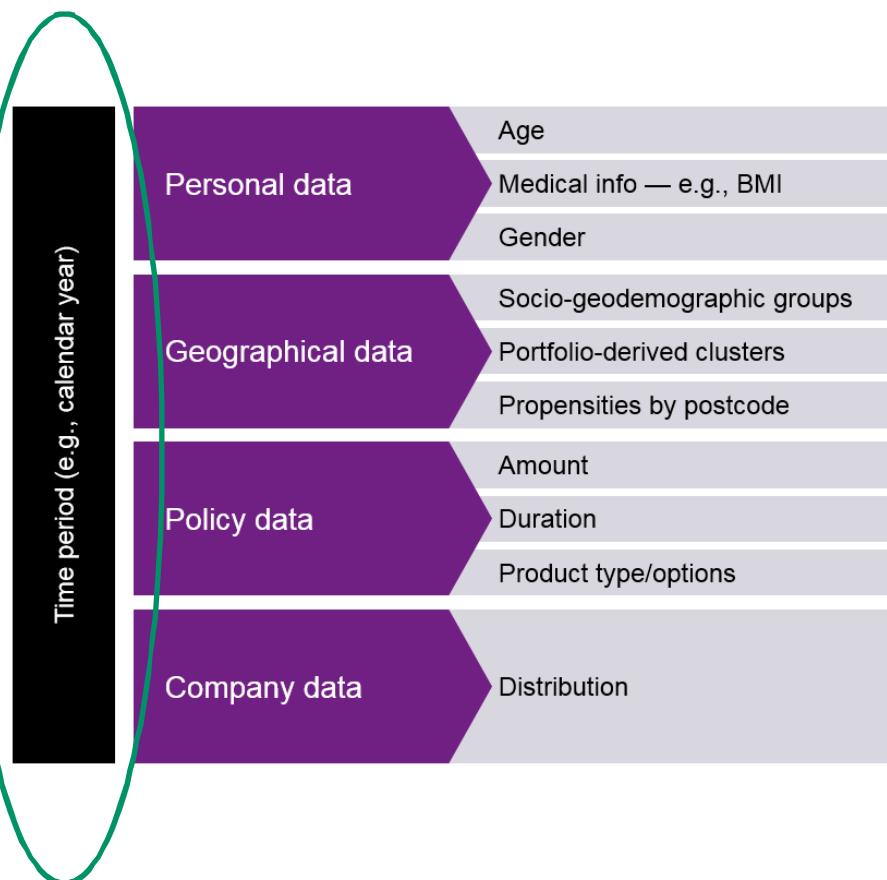 Time period (e.g., calendar year)
Personal data
Age
Medical info — e.g., BMI
Gender
Geographical data
Socio-geodemographic groups
Portfolio-derived clusters
Propensities by postcode
Policy data
Amount
Duration
Product type/options
Company data
Distribution